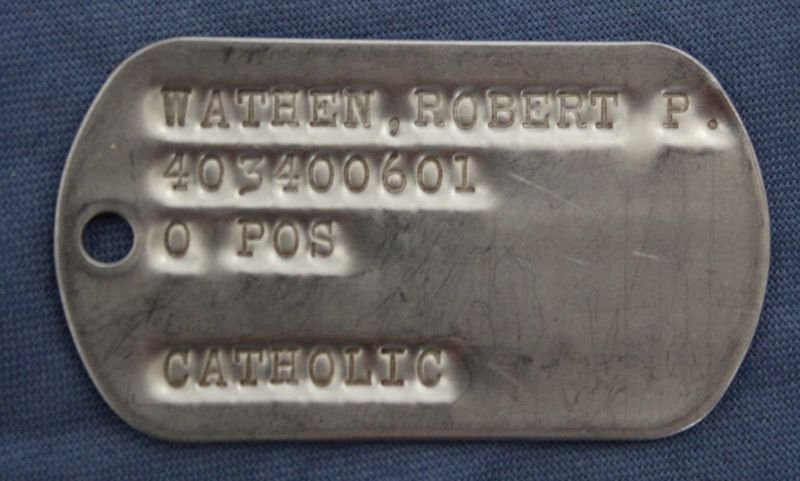 WATHEN,ROBERT P.
403400601
O POS
CATHOLIC